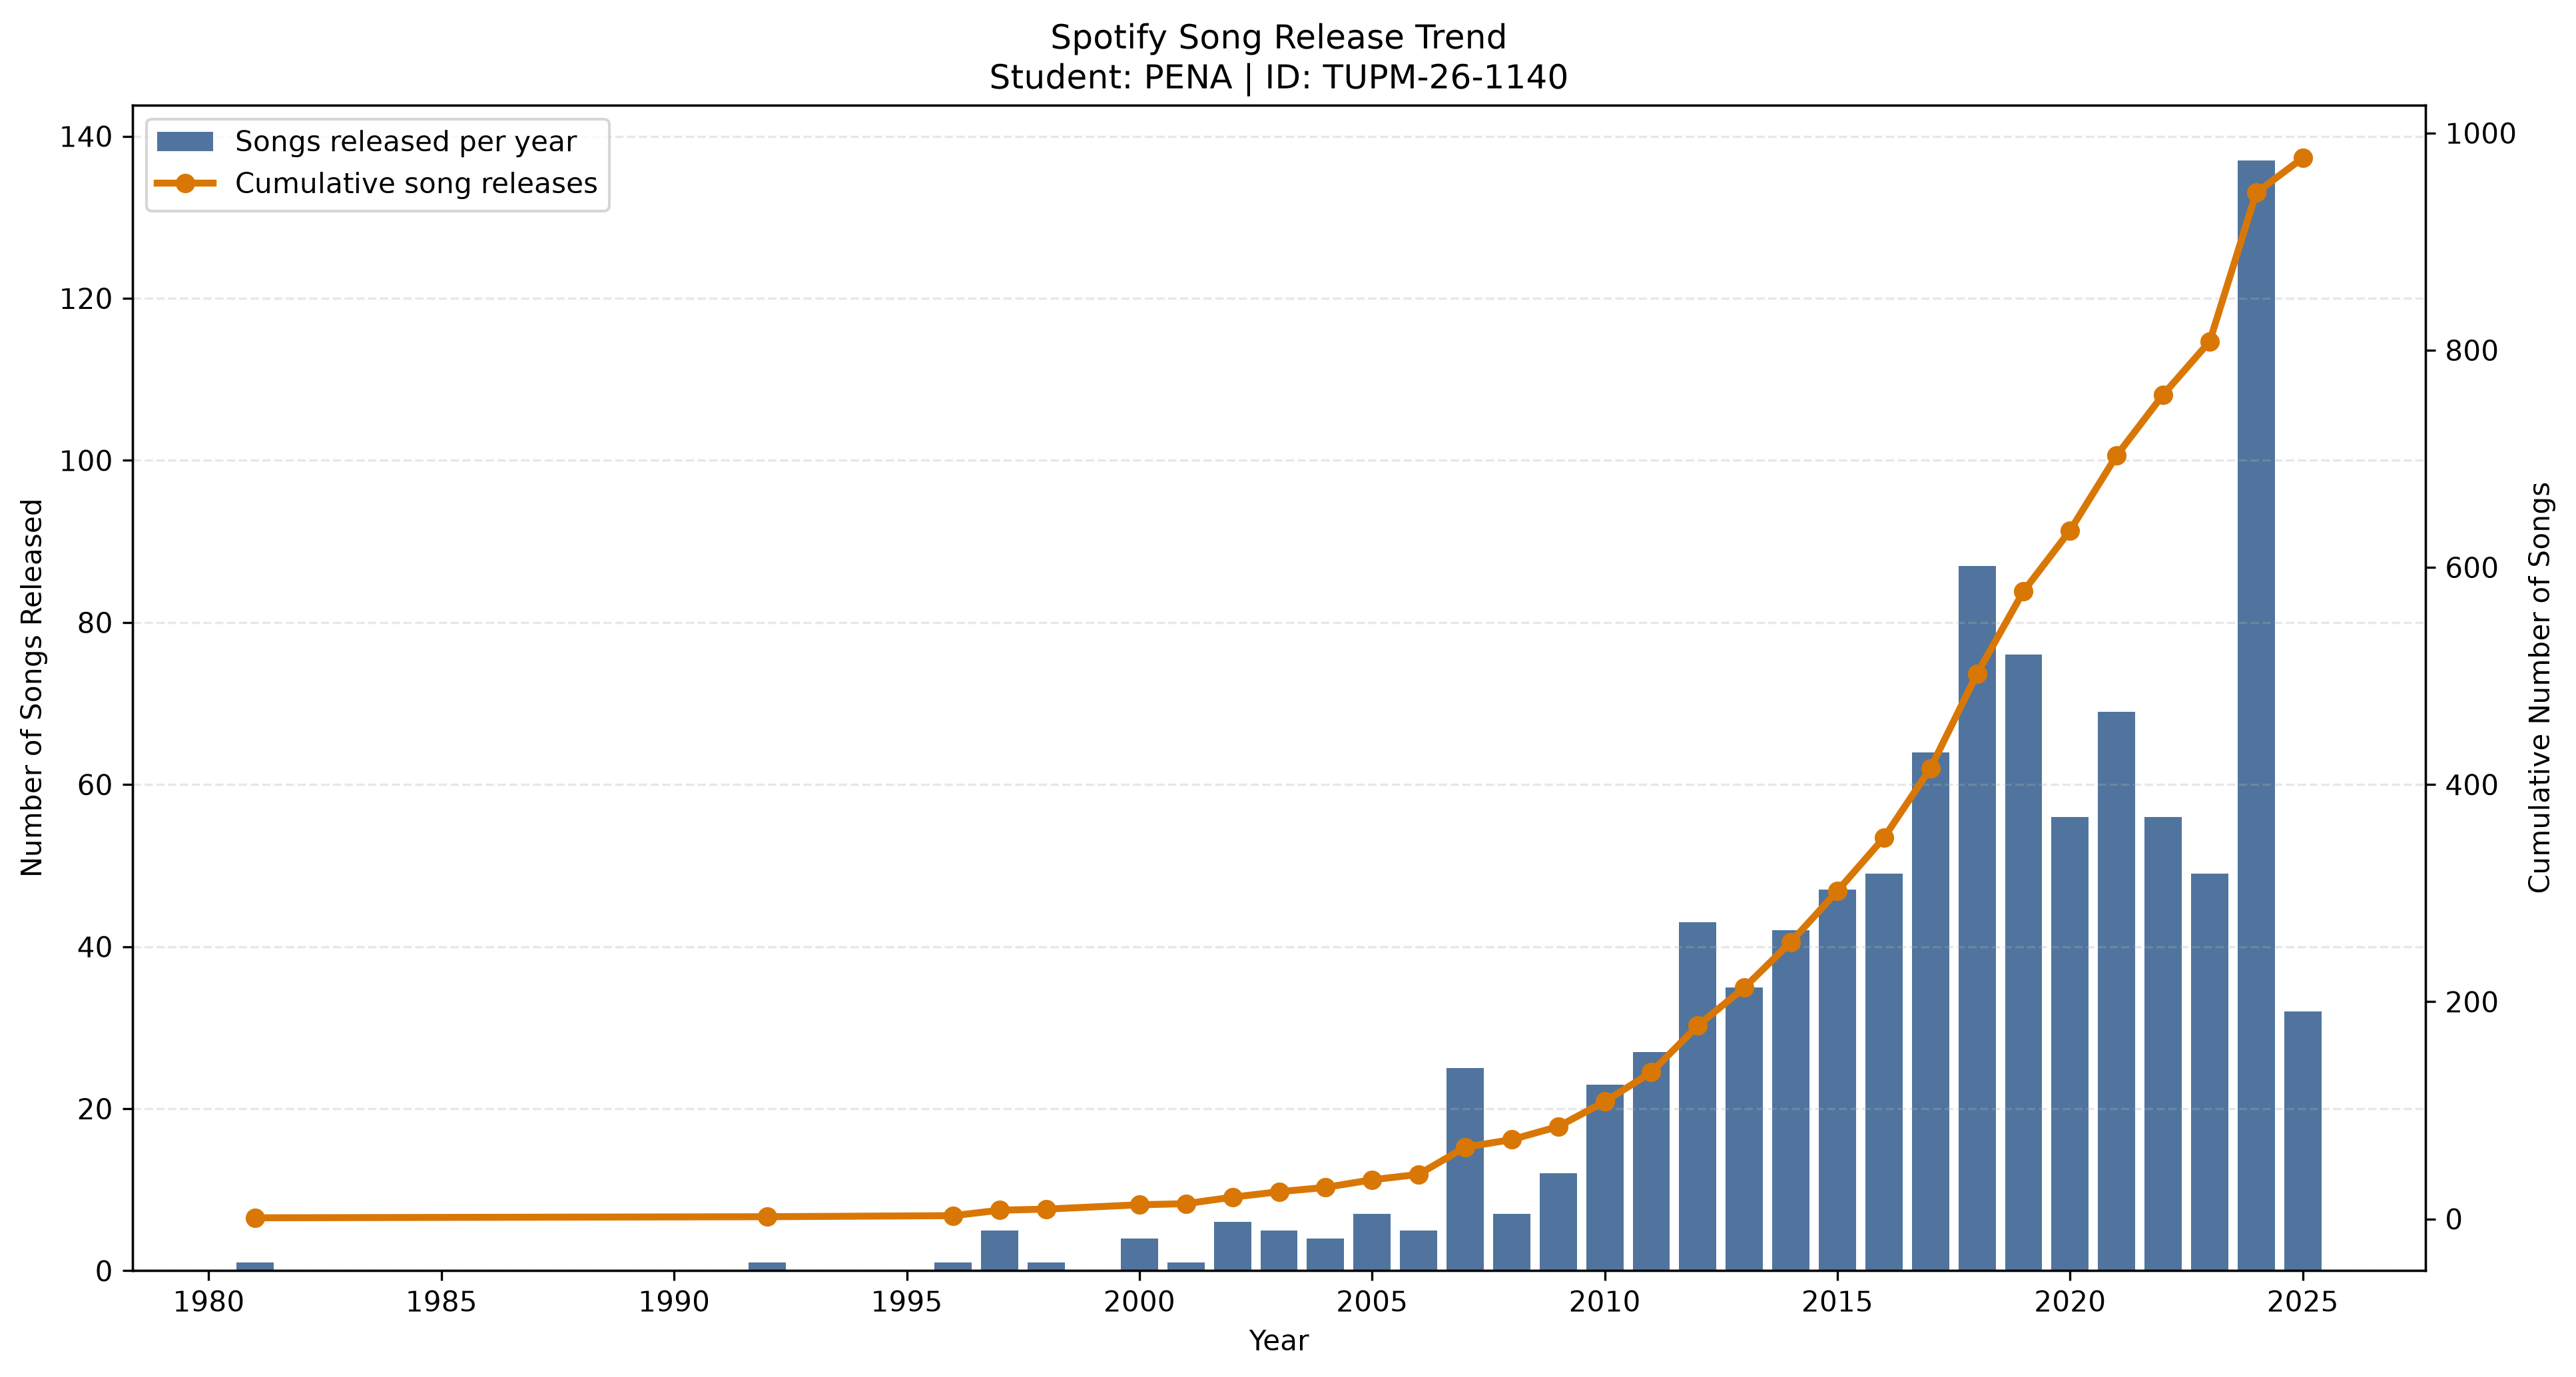 Spotify Song Release Trend
Student: PENA | ID: TUPM-26-1140
Songs released per year
Cumulative song releases
Number of Songs Released
140
120
100
80
60
40
20
0
1000
800
600
400
200
0
Cumulative Number of Songs
1980 1985 1990 1995 2000 2005 2010 2015 2020 2025
Year